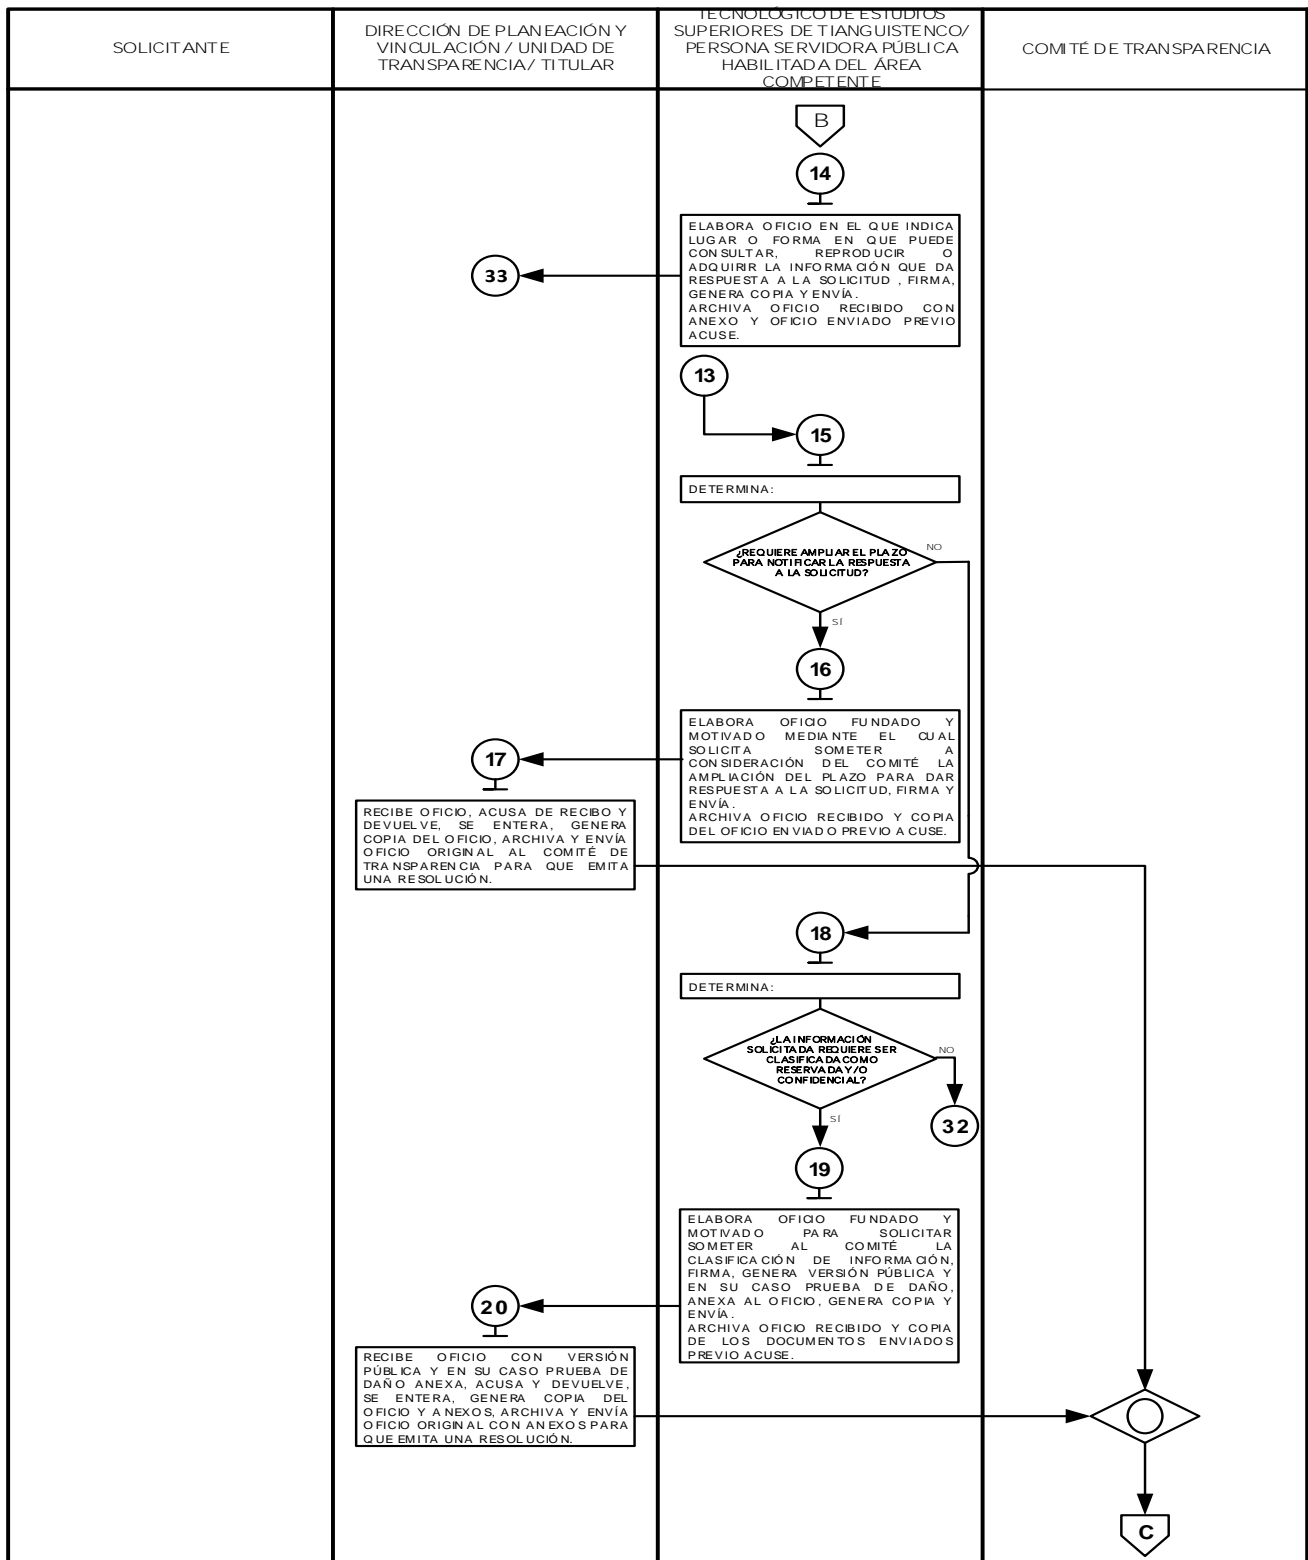 SOLICITANTE
DIRECCIÓN DE PLANEACIÓN Y
VINCULACIÓN / UNIDAD DE
TRANSPARENCIA/ TITULAR
TECNOLÓGICO DE ESTUDIOS
SUPERIORES DE TIANGUISTENCO/
PERSONA SERVIDORA PÚBLICA
HABILITADA DEL ÁREA
COMPETENTE
COMITÉ DE TRANSPARENCIA
B
14
ELABORA OFICIO EN EL QUE INDICA
LUGAR O FORMA EN QUE PUEDE
CONSULTAR, REPRODUCIR O
ADQUIRIR LA INFORMACIÓN QUE DA
RESPUESTA A LA SOLICITUD , FIRMA,
GENERA COPIA Y ENVÍA.
ARCHIVA OFICIO RECIBIDO CON
ANEXO Y OFICIO ENVIADO PREVIO
ACUSE.
33
13
15
DETERMINA:
¿REQUIERE AMPLIAR EL PLAZO
PARA NOTIFICAR LA RESPUESTA
A LA SOLICITUD?
NO
SÍ
16
ELABORA OFICIO FUNDADO Y
MOTIVADO MEDIANTE EL CUAL
SOLICITA SOMETER A
CONSIDERACIÓN DEL COMITÉ LA
AMPLIACIÓN DEL PLAZO PARA DAR
RESPUESTA A LA SOLICITUD, FIRMA Y
ENVÍA.
ARCHIVA OFICIO RECIBIDO Y COPIA
DEL OFICIO ENVIADO PREVIO ACUSE.
17
RECIBE OFICIO, ACUSA DE RECIBO Y
DEVUELVE, SE ENTERA, GENERA
COPIA DEL OFICIO, ARCHIVA Y ENVÍA
OFICIO ORIGINAL AL COMITÉ DE
TRANSPARENCIA PARA QUE EMITA
UNA RESOLUCIÓN.
18
DETERMINA:
¿LA INFORMACIÓN
SOLICITADA REQUIERE SER
CLASIFICADA COMO
RESERVADA Y/O
CONFIDENCIAL?
NO
32
SÍ
19
ELABORA OFICIO FUNDADO Y
MOTIVADO PARA SOLICITAR
SOMETER AL COMITÉ LA
CLASIFICACIÓN DE INFORMACIÓN,
FIRMA, GENERA VERSIÓN PÚBLICA Y
EN SU CASO PRUEBA DE DAÑO,
ANEXA AL OFICIO, GENERA COPIA Y
ENVÍA.
ARCHIVA OFICIO RECIBIDO Y COPIA
DE LOS DOCUMENTOS ENVIADOS
PREVIO ACUSE.
20
RECIBE OFICIO CON VERSIÓN
PÚBLICA Y EN SU CASO PRUEBA DE
DAÑO ANEXA, ACUSA Y DEVUELVE,
SE ENTERA, GENERA COPIA DEL
OFICIO Y ANEXOS, ARCHIVA Y ENVÍA
OFICIO ORIGINAL CON ANEXOS PARA
QUE EMITA UNA RESOLUCIÓN.
C